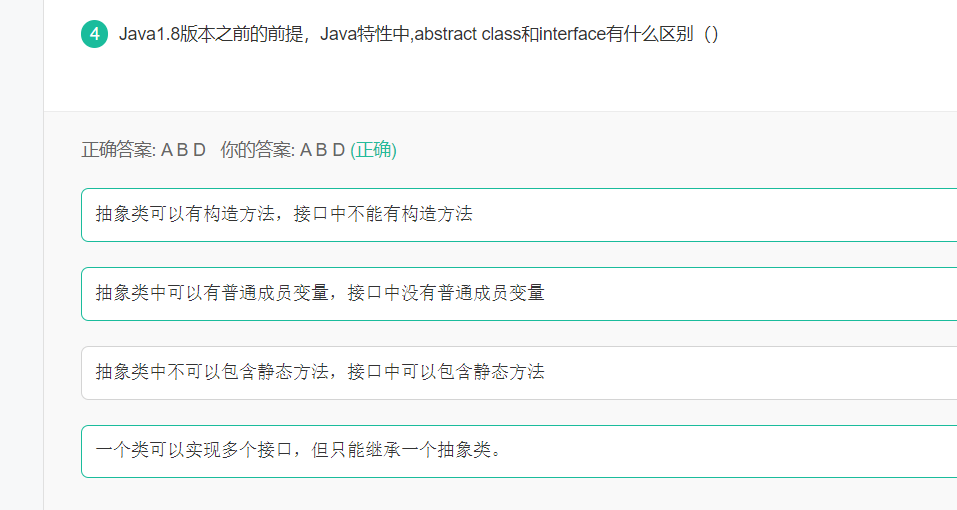 4 Java1.8版本之前的前提，Java特性中,abstract class和interface有什么区别（）
正确答案: A B D 你的答案: A B D (正确)
抽象类可以有构造方法，接口中不能有构造方法
抽象类中可以有普通成员变量，接口中没有普通成员变量
抽象类中不可以包含静态方法，接口中可以包含静态方法
一个类可以实现多个接口，但只能继承一个抽象类。